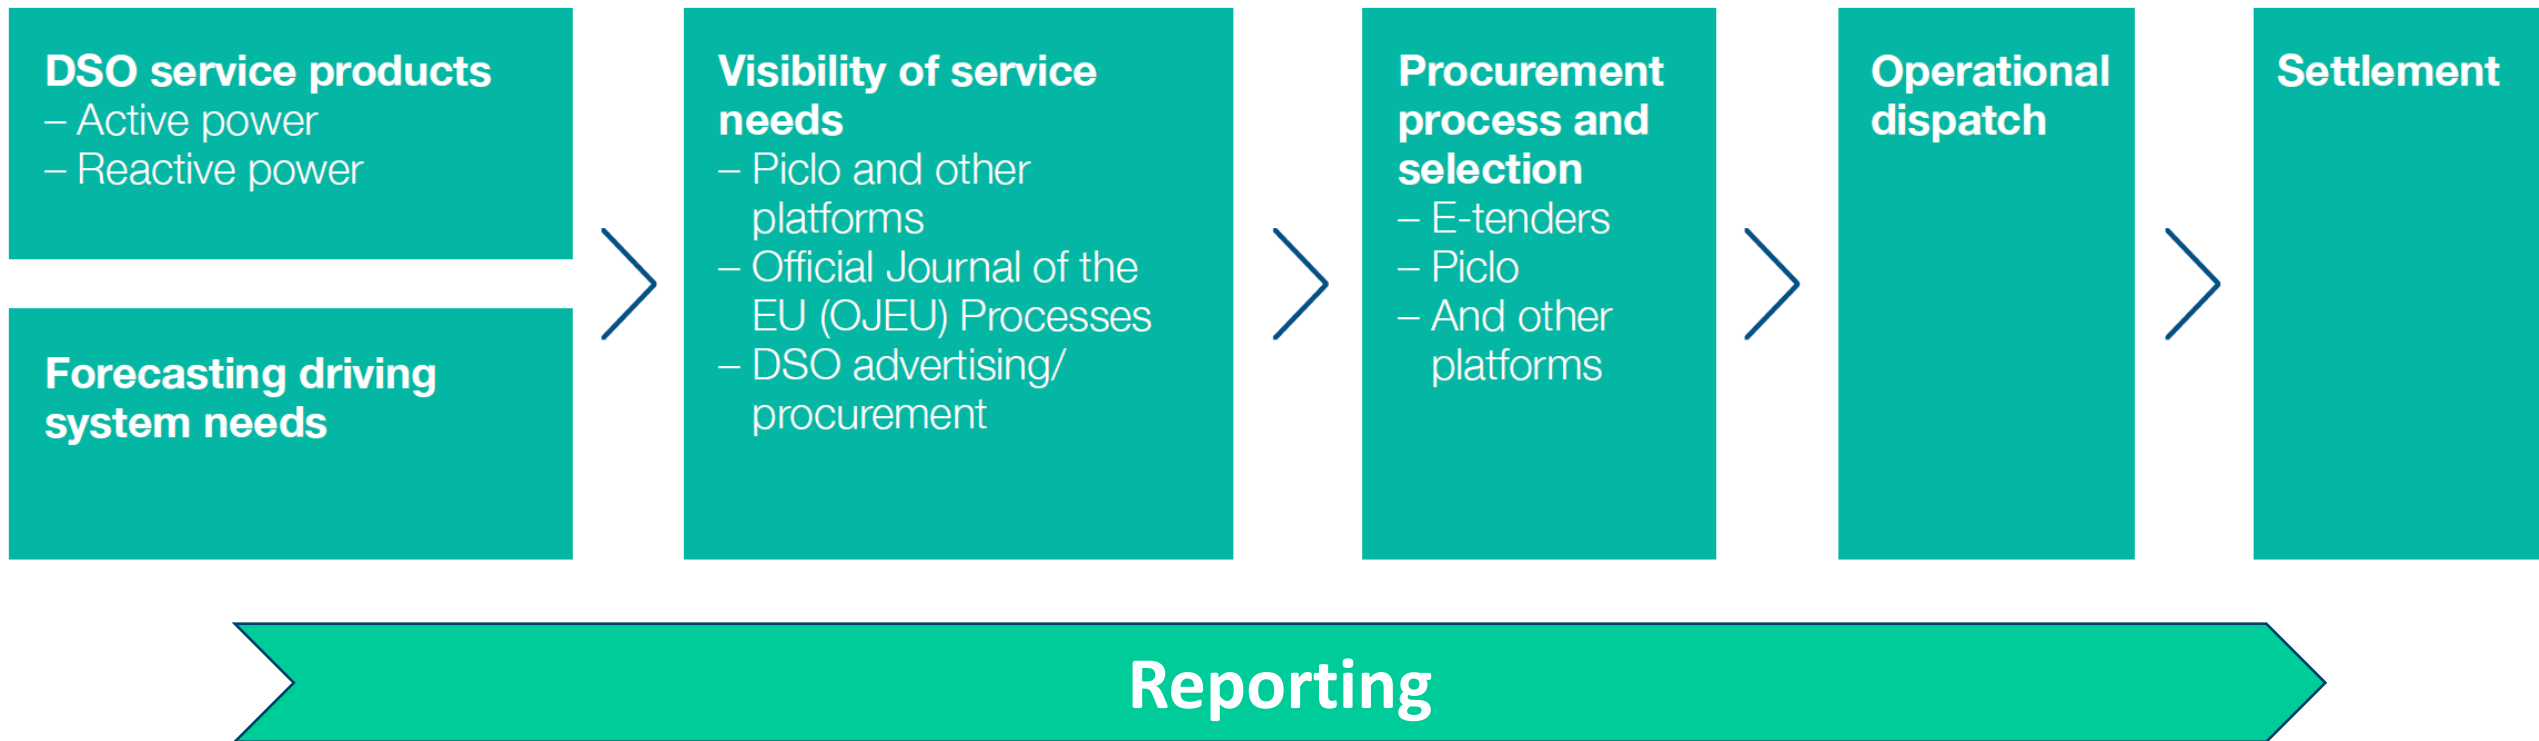 DSO service products
– Active power
– Reactive power
Forecasting driving
system needs
Visibility of service
needs
– Piclo and other
platforms
– Official Journal of the
EU (OJEU) Processes
– DSO advertising/
procurement
Procurement
process and
selection
– E-tenders
– Piclo
– And other
platforms
Operational
dispatch
Settlement
Reporting